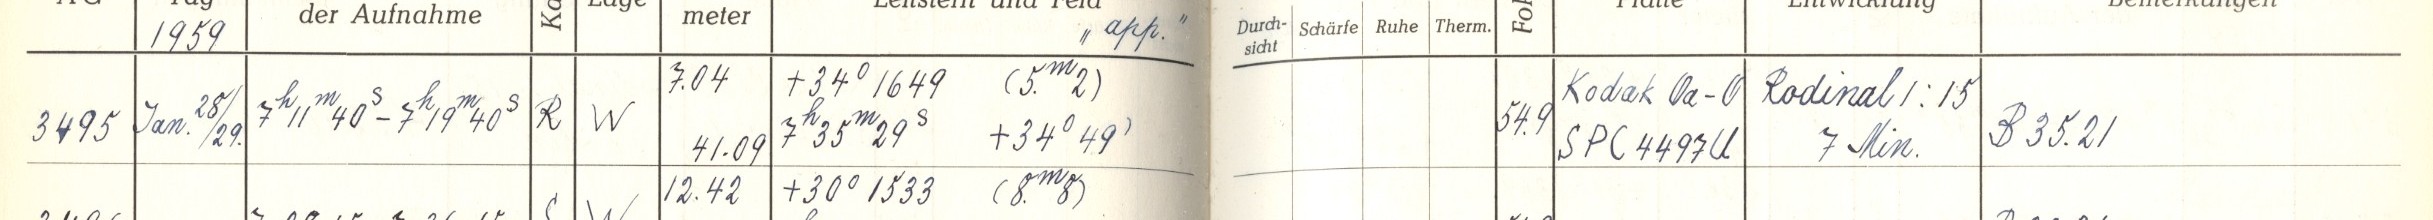 der Aufnahme
meter
1959
„ app."
Durch-
sicht
Schärfe
Ruhe
Therm.
7.04
+34° 1649 (5.ᵐ2)
Kodak Oa-O
Rodinal 1:15
3495
Jan. 28/29.
7ʰ11ᵐ40ˢ – 7ʰ19ᵐ40ˢ
R
W
41.09
7ʰ35ᵐ29ˢ +34° 49'
54.9
SPC 4497U
7 Min.
B 35.21
12.42
+30° 1533 (8.ᵐ8)